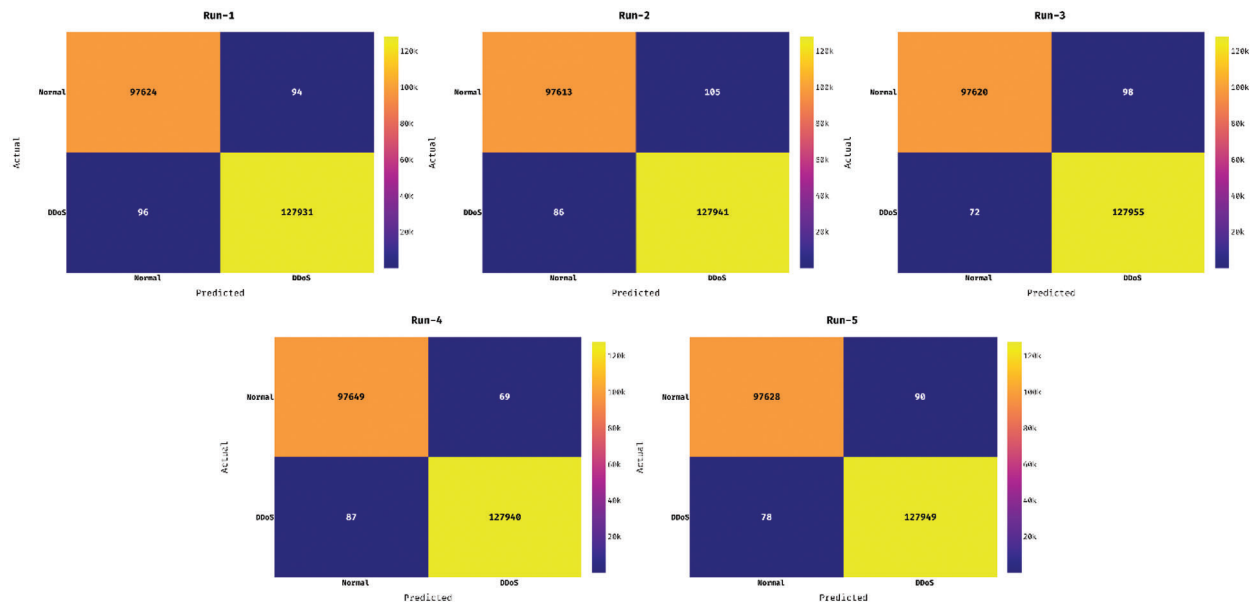 Run-1
Run-2
Run-3
Normal
97624
94
120k
100k
80k
60k
40k
20k
Actual
DDoS
96
127931
Normal
DDoS
Predicted
Normal
97613
105
120k
100k
80k
60k
40k
20k
Actual
DDoS
86
127941
Normal
DDoS
Predicted
Normal
97620
98
120k
100k
80k
60k
40k
20k
Actual
DDoS
72
127955
Normal
DDoS
Predicted
Run-4
Run-5
Normal
97649
69
120k
100k
80k
60k
40k
20k
Actual
DDoS
87
127940
Normal
DDoS
Predicted
Normal
97628
90
120k
100k
80k
60k
40k
20k
Actual
DDoS
78
127949
Normal
DDoS
Predicted